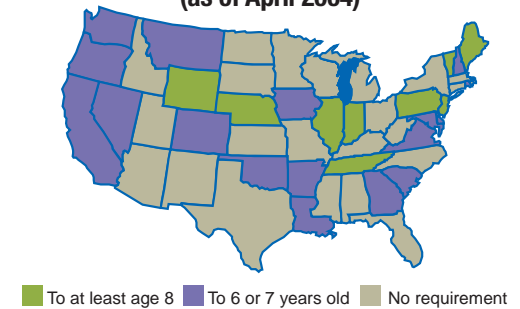 (as of April 2004)
To at least age 8 To 6 or 7 years old No requirement